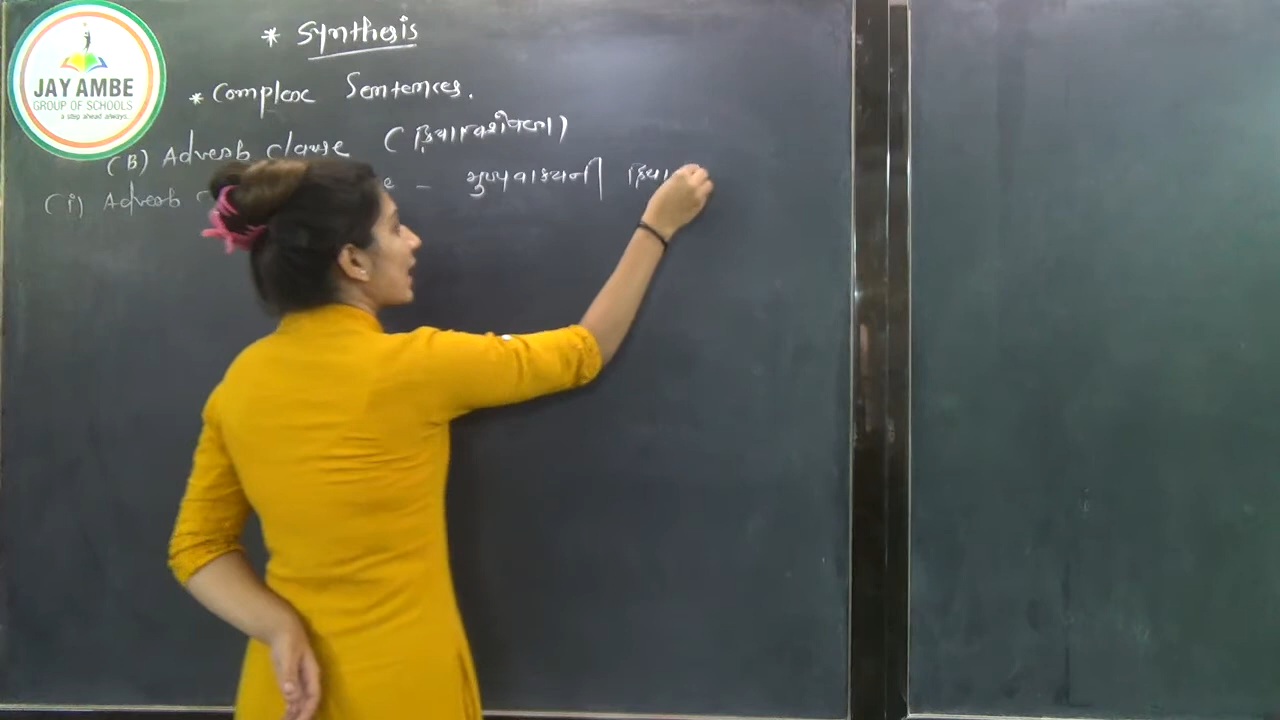 JAY AMBE
GROUP OF SCHOOLS
a step ahead always.
* Synthesis
* Complex Sentences.
(B) Adverb clause (ક્રિયાવિશેષણ)
(i) Adverb e - મુખ્યવાક્યની ક્રિયા